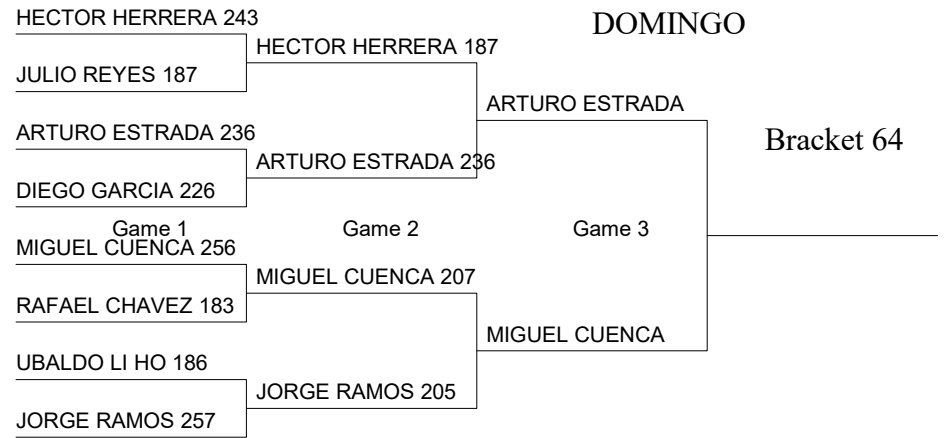 HECTOR HERRERA 243
DOMINGO
HECTOR HERRERA 187
JULIO REYES 187
ARTURO ESTRADA
ARTURO ESTRADA 236
Bracket 64
ARTURO ESTRADA 236
DIEGO GARCIA 226
Game 1
Game 2
Game 3
MIGUEL CUENCA 256
MIGUEL CUENCA 207
RAFAEL CHAVEZ 183
MIGUEL CUENCA
UBALDO LI HO 186
JORGE RAMOS 205
JORGE RAMOS 257